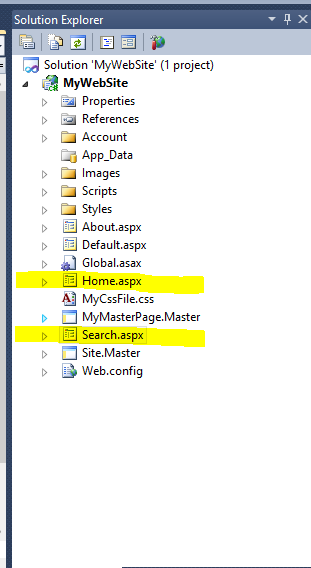 Solution Explorer
Solution 'MyWebSite' (1 project)
MyWebSite
Properties
References
Account
App_Data
Images
Scripts
Styles
About.aspx
Default.aspx
Global.asax
Home.aspx
MyCssFile.css
MyMasterPage.Master
Search.aspx
Site.Master
Web.config